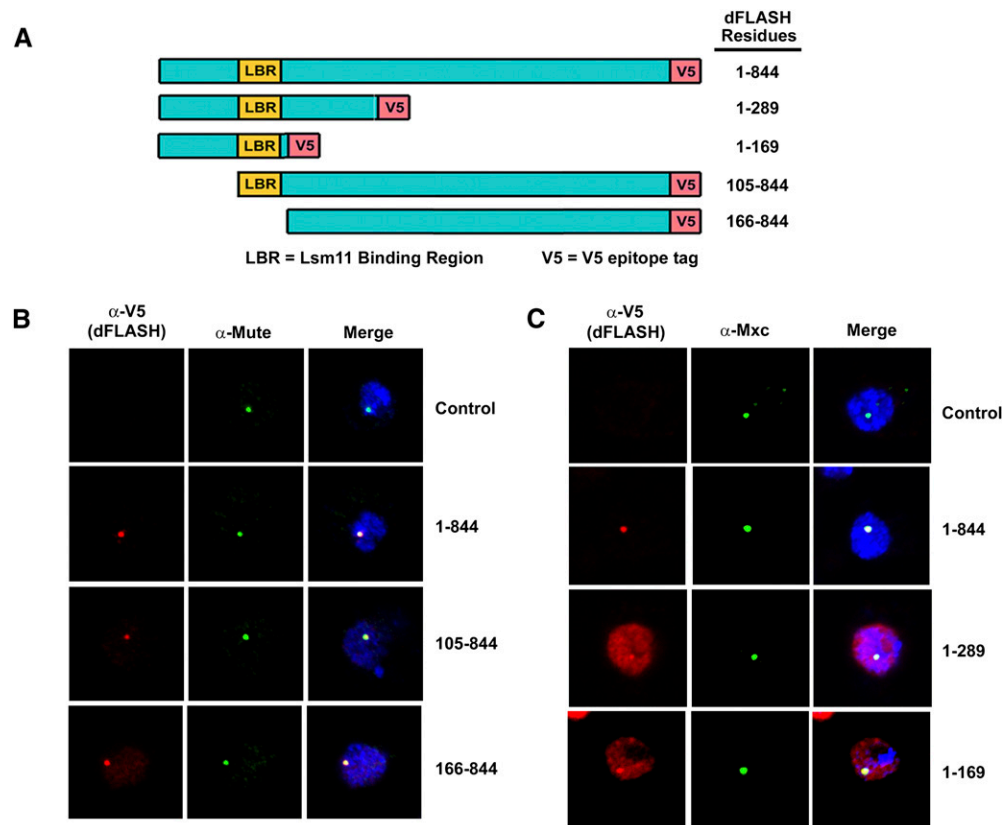 A
dFLASH
Residues
LBR V5 1-844
LBR V5 1-289
LBR V5 1-169
LBR V5 105-844
V5 166-844
LBR = Lsm11 Binding Region V5 = V5 epitope tag
B
α-V5
(dFLASH) α-Mute Merge
Control
1-844
105-844
166-844
C
α-V5
(dFLASH) α-Mxc Merge
Control
1-844
1-289
1-169